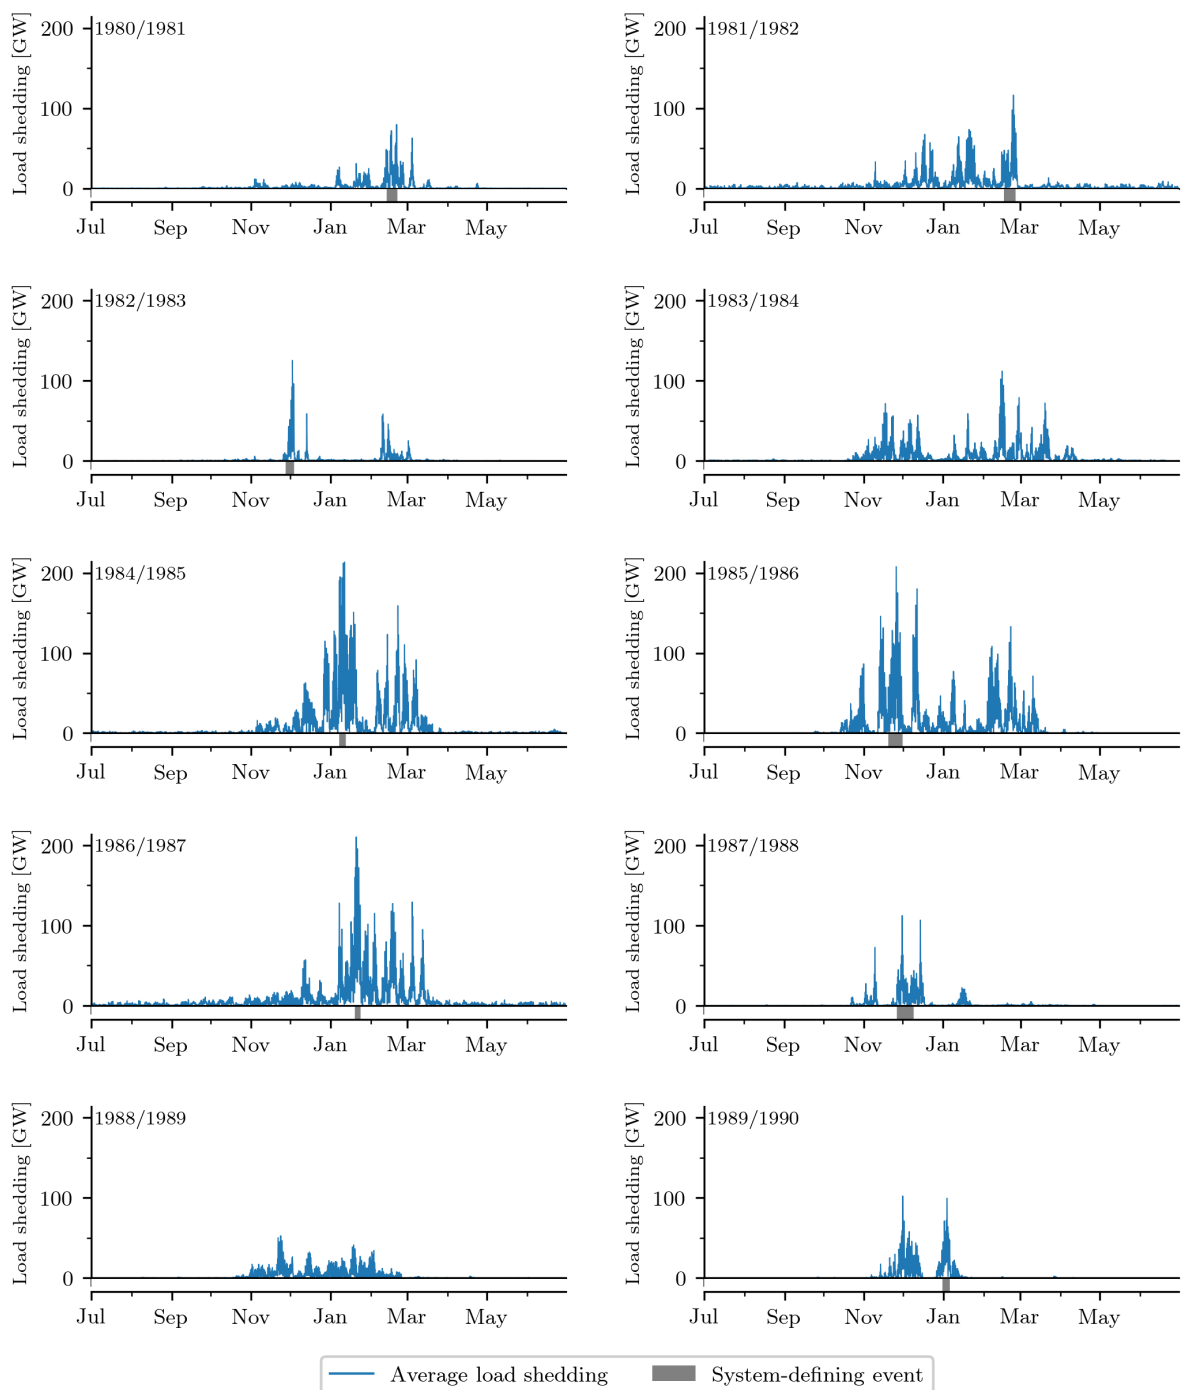 Load shedding [GW]
200
100
0
1980/1981
Jul Sep Nov Jan Mar May
Load shedding [GW]
200
100
0
1981/1982
Jul Sep Nov Jan Mar May
Load shedding [GW]
200
100
0
1982/1983
Jul Sep Nov Jan Mar May
Load shedding [GW]
200
100
0
1983/1984
Jul Sep Nov Jan Mar May
Load shedding [GW]
200
100
0
1984/1985
Jul Sep Nov Jan Mar May
Load shedding [GW]
200
100
0
1985/1986
Jul Sep Nov Jan Mar May
Load shedding [GW]
200
100
0
1986/1987
Jul Sep Nov Jan Mar May
Load shedding [GW]
200
100
0
1987/1988
Jul Sep Nov Jan Mar May
Load shedding [GW]
200
100
0
1988/1989
Jul Sep Nov Jan Mar May
Load shedding [GW]
200
100
0
1989/1990
Jul Sep Nov Jan Mar May
Average load shedding
System-defining event